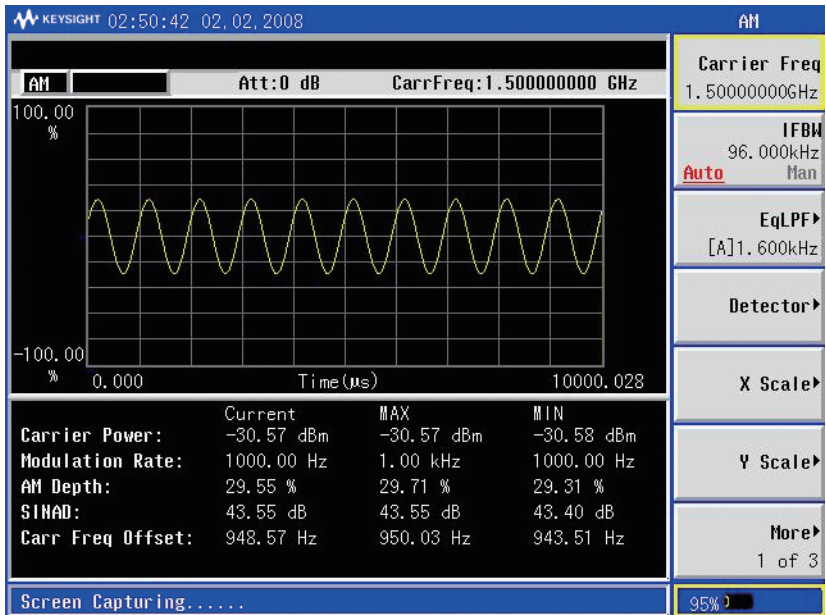 KEYSIGHT 02:50:42 02,02,2008
AM
AM Att:0 dB CarrFreq:1.500000000 GHz
100.00
%
-100.00
%
0.000 Time(μs) 10000.028
Current MAX MIN
Carrier Power: -30.57 dBm -30.57 dBm -30.58 dBm
Modulation Rate: 1000.00 Hz 1.00 kHz 1000.00 Hz
AM Depth: 29.55 % 29.71 % 29.31 %
SINAD: 43.55 dB 43.55 dB 43.40 dB
Carr Freq Offset: 948.57 Hz 950.03 Hz 943.51 Hz
Screen Capturing......
Carrier Freq
1.50000000GHz
IFBW
96.000kHz
Auto Man
EqLPF
[A]1.600kHz
Detector
X Scale
Y Scale
More
1 of 3
95%